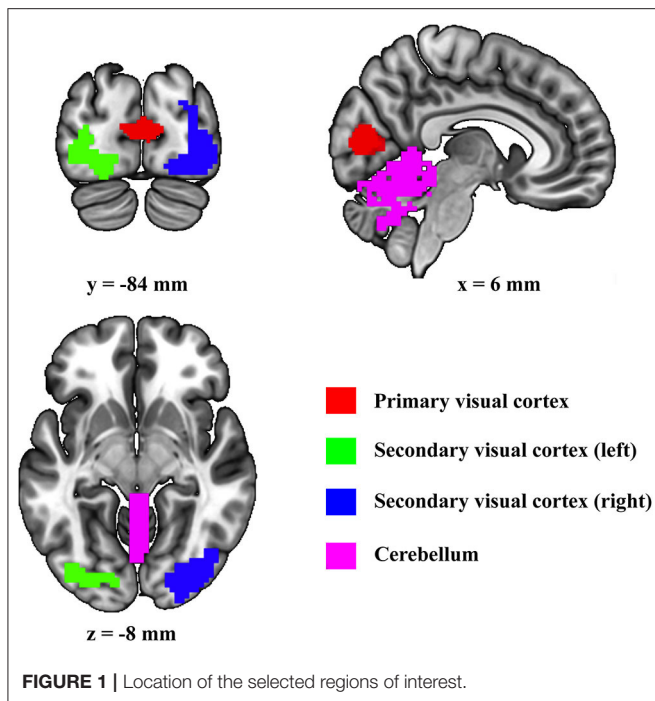 y = -84 mm
x = 6 mm
z = -8 mm
Primary visual cortex
Secondary visual cortex (left)
Secondary visual cortex (right)
Cerebellum
FIGURE 1 | Location of the selected regions of interest.